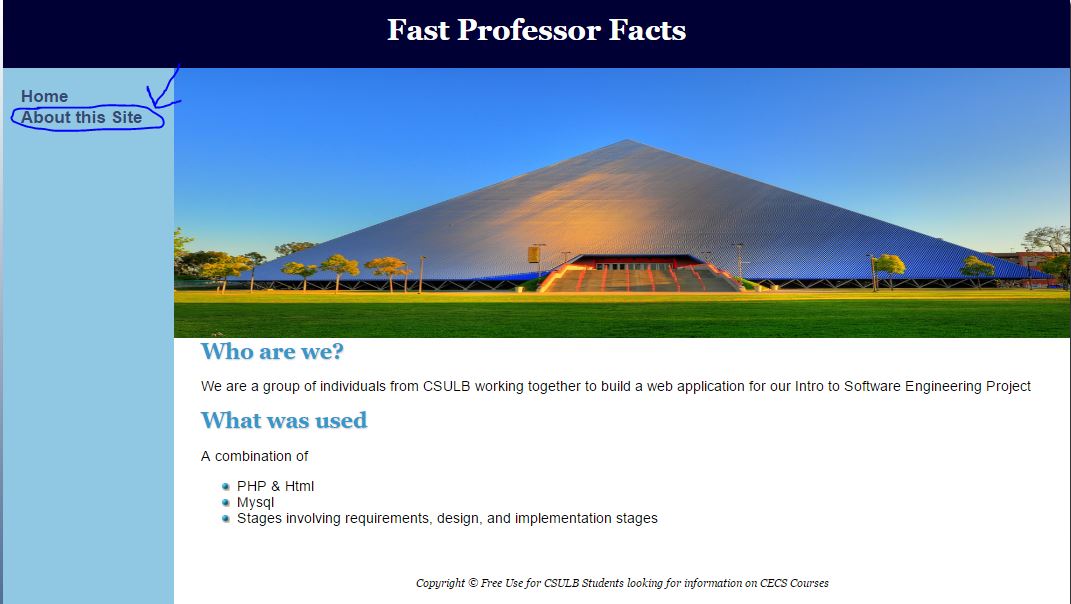 Fast Professor Facts
Home
About this Site
Who are we?
We are a group of individuals from CSULB working together to build a web application for our Intro to Software Engineering Project
What was used
A combination of
PHP & Html
Mysql
Stages involving requirements, design, and implementation stages
Copyright © Free Use for CSULB Students looking for information on CECS Courses